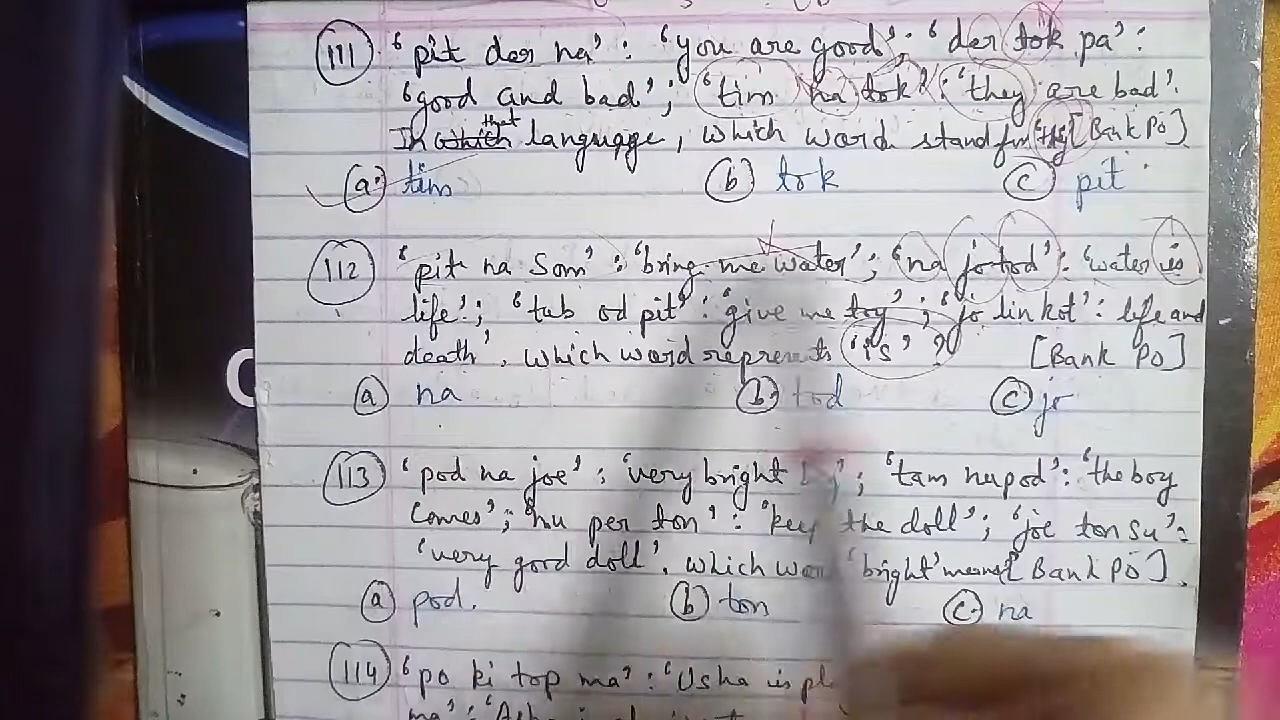 (111) 'pit der na' : 'you are good'; 'der tok pa' :
'good and bad'; 'tim na tok' : 'they are bad'.
In that language, which word stand for [Bank PO]
(a) tim (b) tok (c) pit
(112) 'pit na som' : 'bring me water'; 'na jo tod' : 'water is
life'; 'tub od pit' : 'give me toy'; 'jo lin kot' : life and
death'. which word represents 'is' ? [Bank PO]
(a) na (b) tod (c) jo
(113) 'pod na joe' : 'very bright ; 'tam nu pod' : 'the boy
comes'; 'nu per ton' : 'keep the doll'; 'joe ton su' :
'very good doll'. which 'bright' means [Bank PO].
(a) pod. (b) ton (c) na
(114) 'po ki top ma' : 'Usha is
ma' :